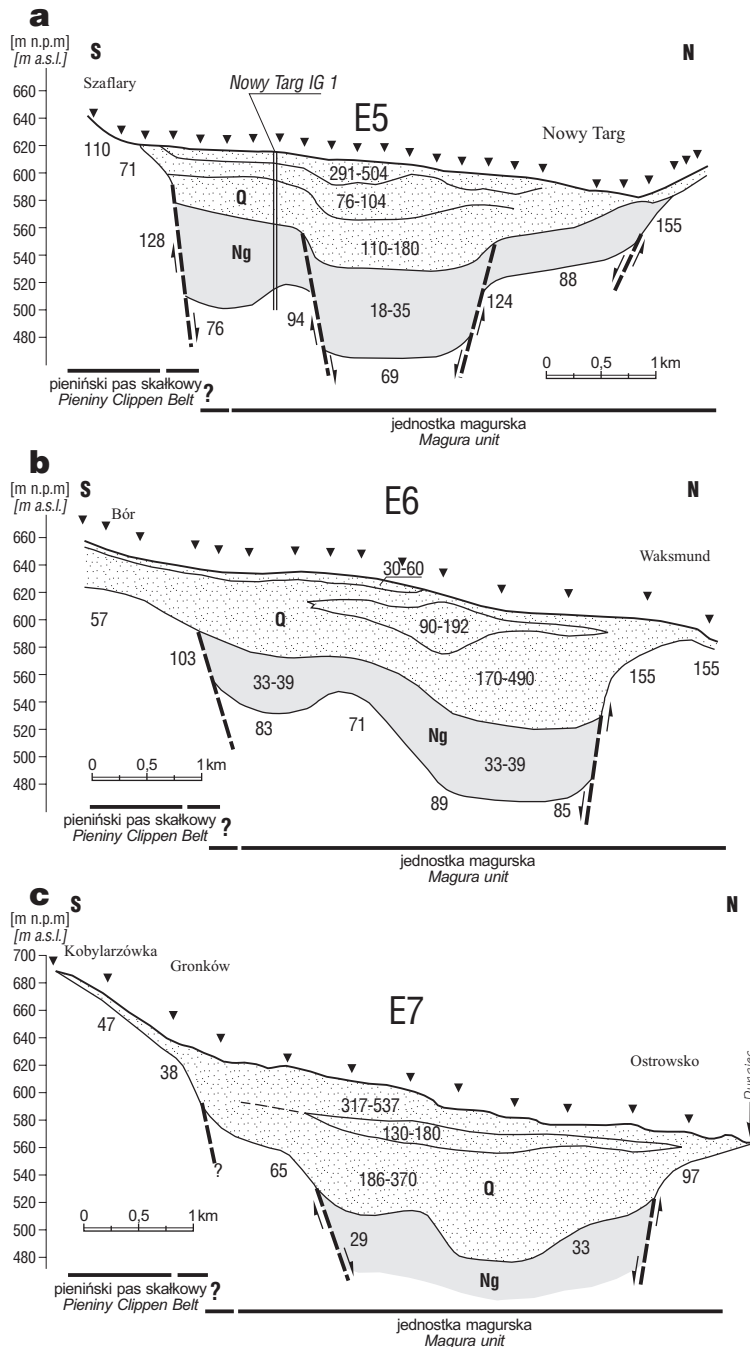 a
[m n.p.m]
[m a.s.l.]
S
N
Szaflary
Nowy Targ IG 1
E5
Nowy Targ
660
640
620
600
580
560
540
520
500
480
110
71
291-504
76-104
Q
110-180
155
128
Ng
88
18-35
124
76
94
69
0 0,5 1 km
pieniński pas skałkowy
Pieniny Clippen Belt
?
jednostka magurska
Magura unit
b
[m n.p.m]
[m a.s.l.]
S
N
Bór
E6
Waksmund
660
640
620
600
580
560
540
520
500
480
30-60
57
Q
90-192
103
33-39
170-490
155
155
83
71
Ng
33-39
89
85
0 0,5 1 km
pieniński pas skałkowy
Pieniny Clippen Belt
?
jednostka magurska
Magura unit
c
[m n.p.m]
[m a.s.l.]
S
N
Kobylarzówka
Gronków
E7
Ostrowsko
Dunajec
700
680
660
640
620
600
580
560
540
520
500
480
47
38
317-537
130-180
?
65
186-370
Q
97
29
33
Ng
0 0,5 1 km
pieniński pas skałkowy
Pieniny Clippen Belt
?
jednostka magurska
Magura unit